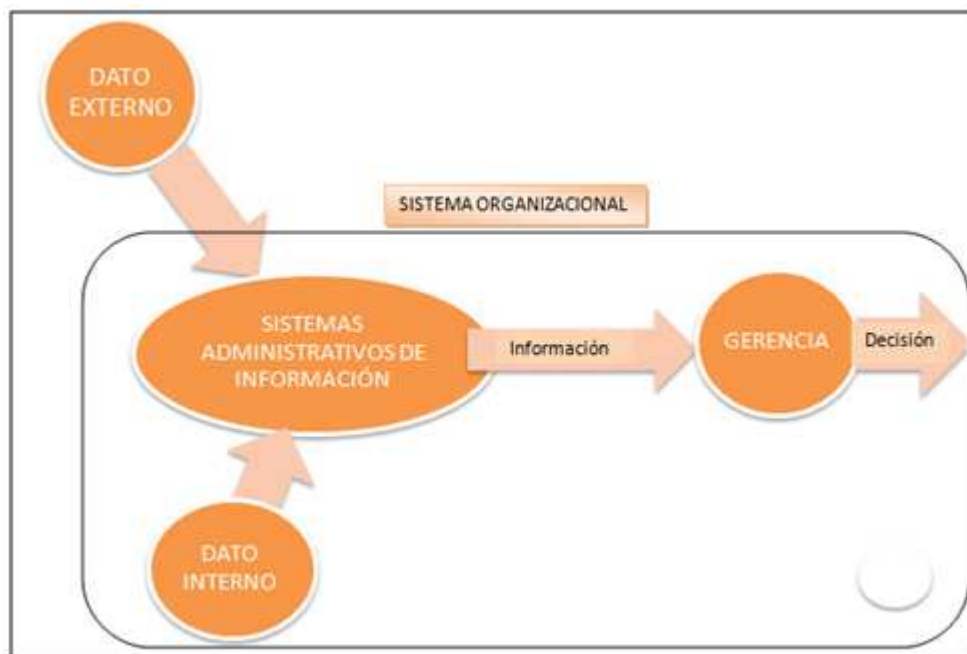 DATO
EXTERNO
SISTEMA ORGANIZACIONAL
SISTEMAS
ADMINISTRATIVOS DE
INFORMACIÓN
Información
GERENCIA
Decisión
DATO
INTERNO